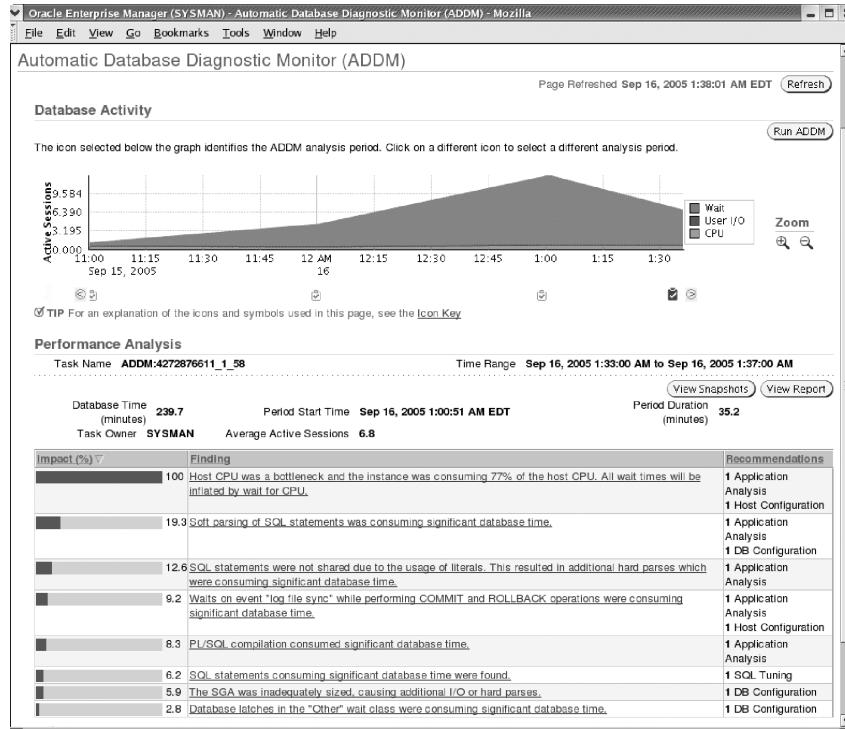 Oracle Enterprise Manager (SYSMAN) - Automatic Database Diagnostic Monitor (ADDM) - Mozilla
File Edit View Go Bookmarks Tools Window Help
Automatic Database Diagnostic Monitor (ADDM)
Page Refreshed Sep 16, 2005 1:38:01 AM EDT Refresh
Database Activity
Run ADDM
The icon selected below the graph identifies the ADDM analysis period. Click on a different icon to select a different analysis period.
Active Sessions
9.584
6.390
3.195
0.000
Wait
User I/O
CPU
Zoom
11:00 11:15 11:30 11:45 12 AM 12:15 12:30 12:45 1:00 1:15 1:30
Sep 15, 2005 16
TIP For an explanation of the icons and symbols used in this page, see the Icon Key
Performance Analysis
Task Name ADDM:4272876611_1_58 Time Range Sep 16, 2005 1:33:00 AM to Sep 16, 2005 1:37:00 AM
View Snapshots View Report
Database Time (minutes) 239.7 Period Start Time Sep 16, 2005 1:00:51 AM EDT Period Duration (minutes) 35.2
Task Owner SYSMAN Average Active Sessions 6.8
Impact (%) Finding Recommendations
100 Host CPU was a bottleneck and the instance was consuming 77% of the host CPU. All wait times will be 1 Application
inflated by wait for CPU. Analysis
1 Host Configuration
19.3 Soft parsing of SQL statements was consuming significant database time. 1 Application
Analysis
1 DB Configuration
12.6 SQL statements were not shared due to the usage of literals. This resulted in additional hard parses which 1 Application
were consuming significant database time. Analysis
9.2 Waits on event "log file sync" while performing COMMIT and ROLLBACK operations were consuming 1 Application
significant database time. Analysis
1 Host Configuration
8.3 PL/SQL compilation consumed significant database time. 1 Application
Analysis
6.2 SQL statements consuming significant database time were found. 1 SQL Tuning
5.9 The SGA was inadequately sized, causing additional I/O or hard parses. 1 DB Configuration
2.8 Database latches in the "Other" wait class were consuming significant database time. 1 DB Configuration